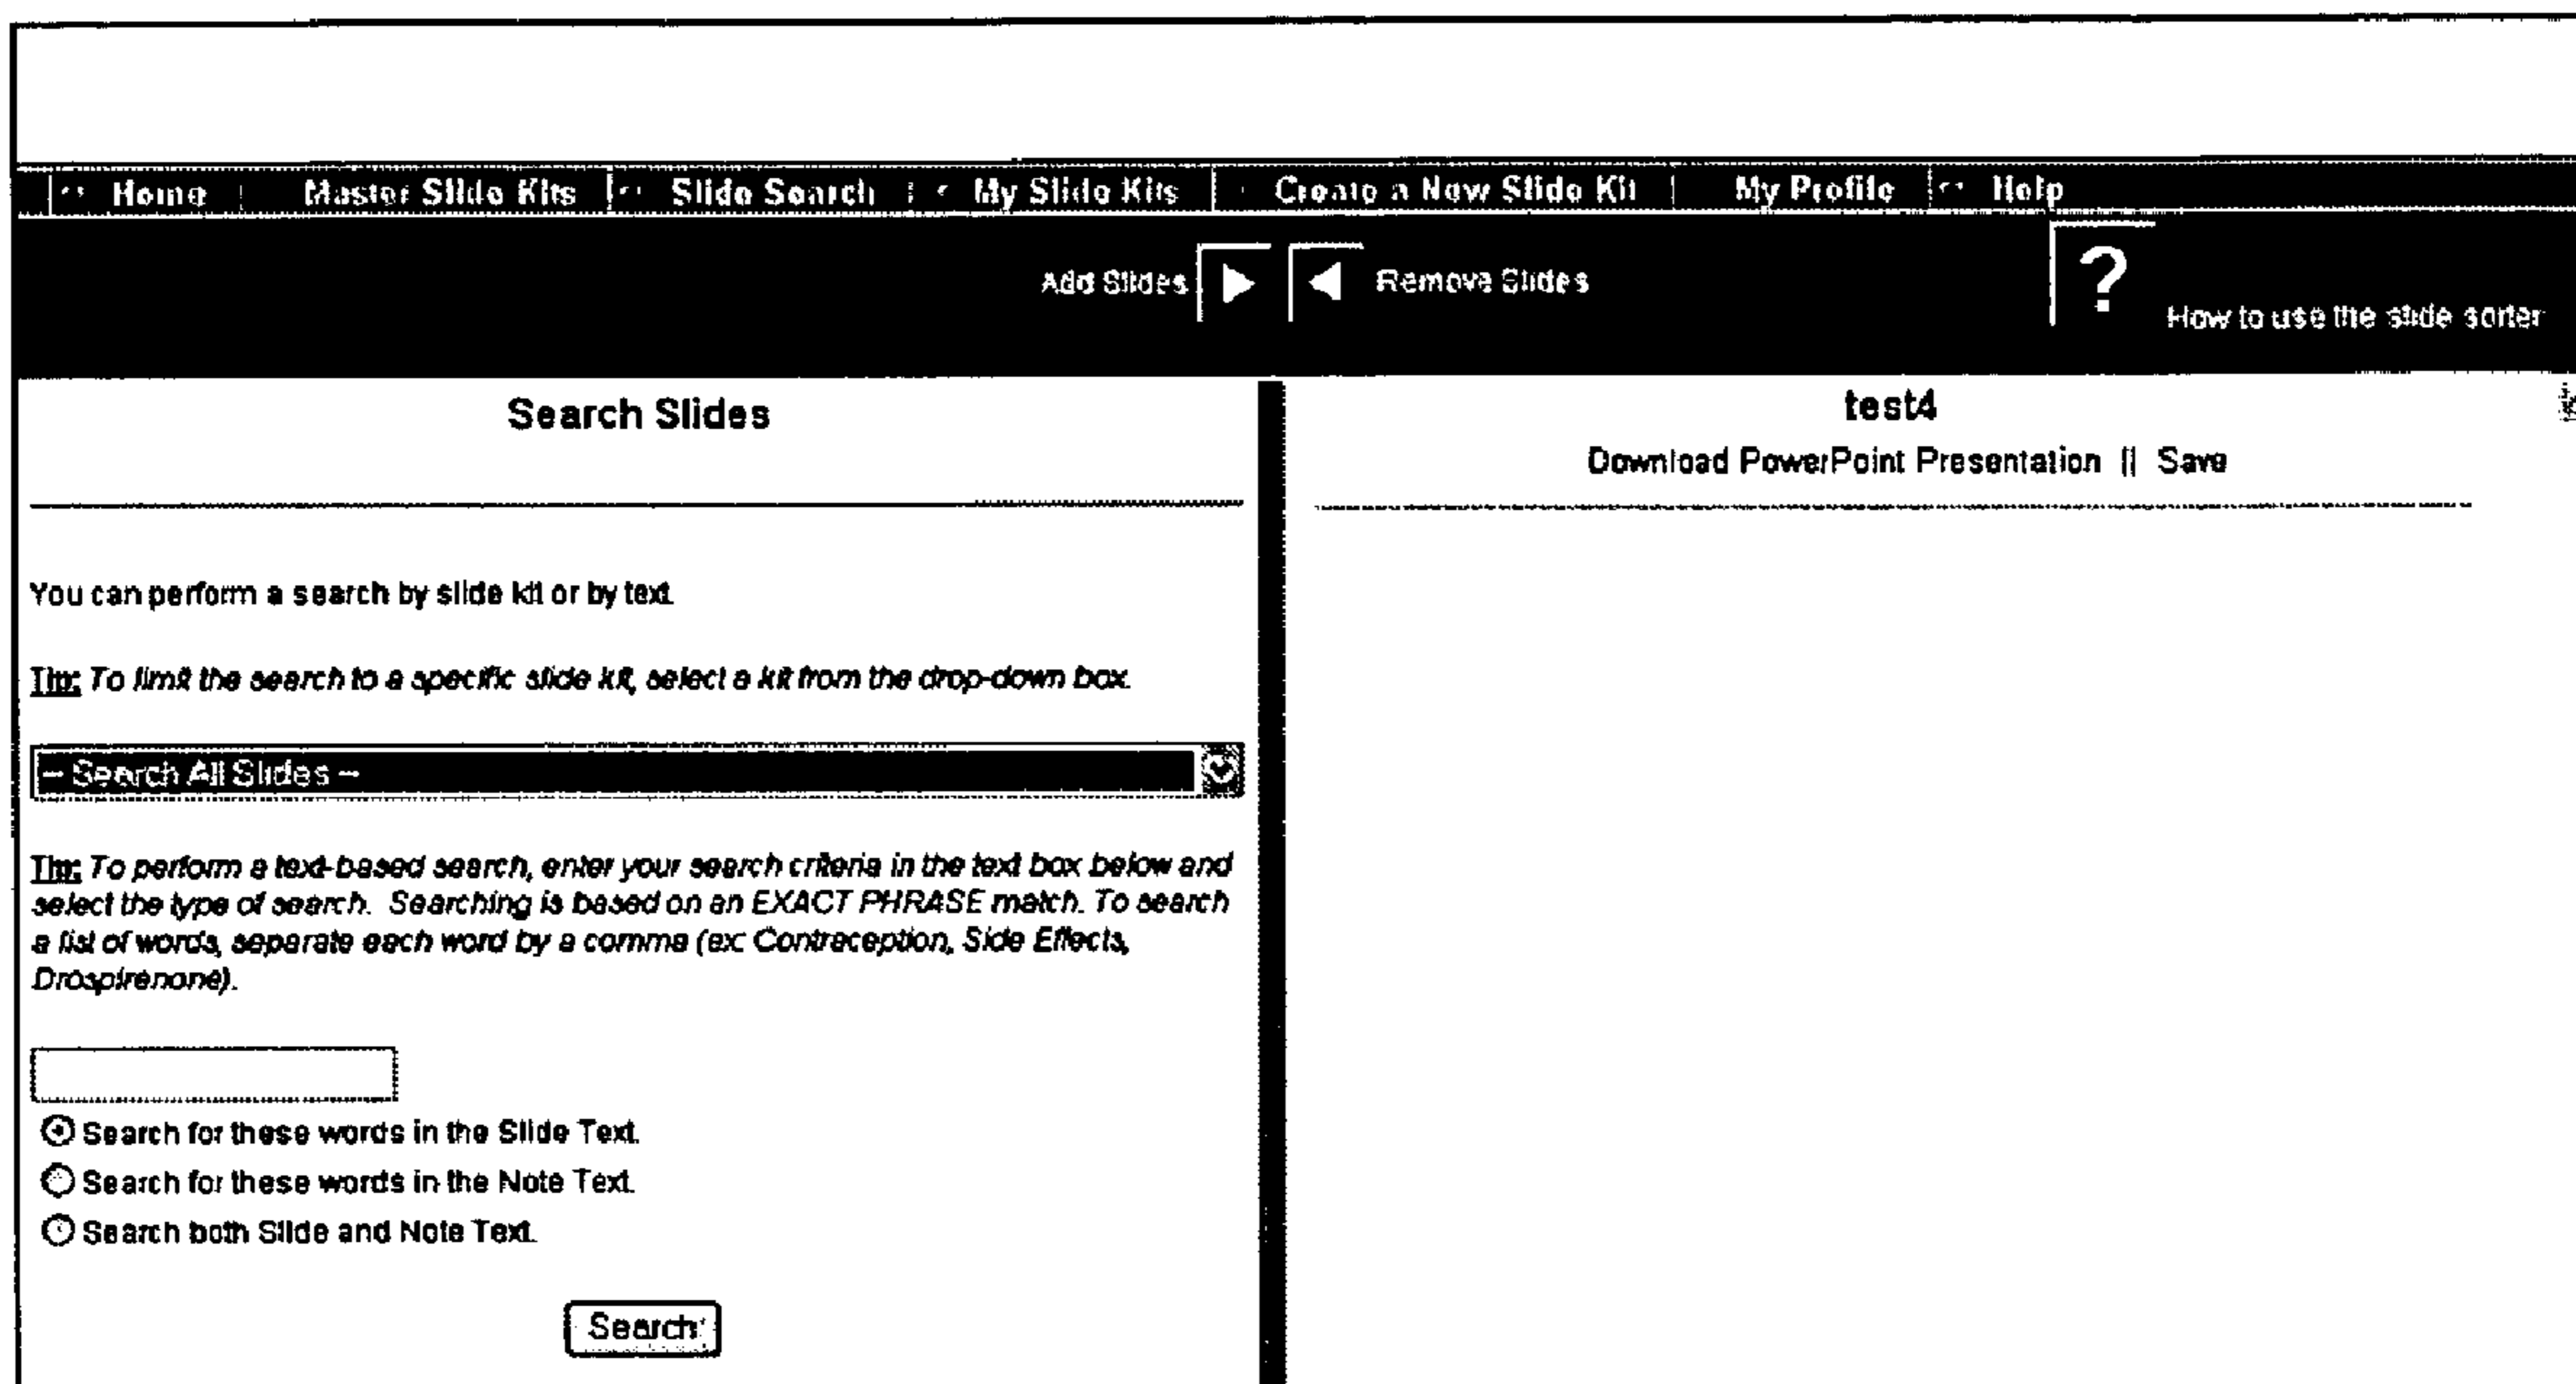 Home | Master Slide Kits | Slide Search | My Slide Kits | Create a New Slide Kit | My Profile | Help
Add Slides Remove Slides ? How to use the slide sorter
Search Slides
You can perform a search by slide kit or by text.
Tip: To limit the search to a specific slide kit, select a kit from the drop-down box.
-- Search All Slides --
Tip: To perform a text-based search, enter your search criteria in the text box below and
select the type of search. Searching is based on an EXACT PHRASE match. To search
a list of words, separate each word by a comma (ex: Contraception, Side Effects,
Drospirenone).
Search for these words in the Slide Text.
Search for these words in the Note Text.
Search both Slide and Note Text.
Search
test4
Download PowerPoint Presentation || Save